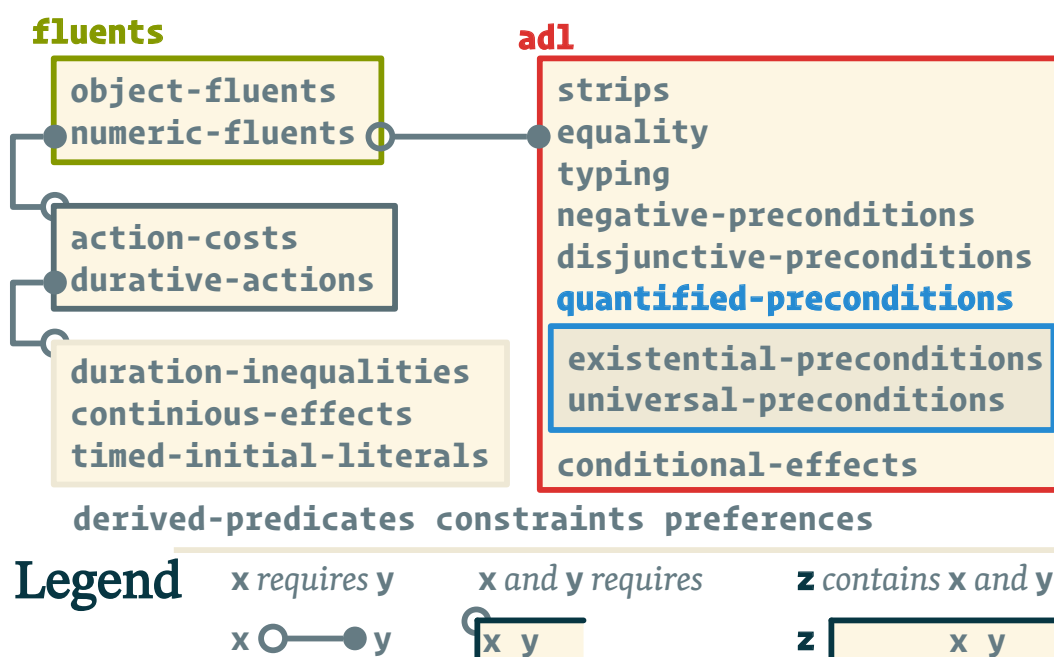 fluents
object-fluents
numeric-fluents
action-costs
durative-actions
duration-inequalities
continious-effects
timed-initial-literals
adl
strips
equality
typing
negative-preconditions
disjunctive-preconditions
quantified-preconditions
existential-preconditions
universal-preconditions
conditional-effects
derived-predicates constraints preferences
Legend
x requires y
x y
x and y requires
x y
z contains x and y
z x y